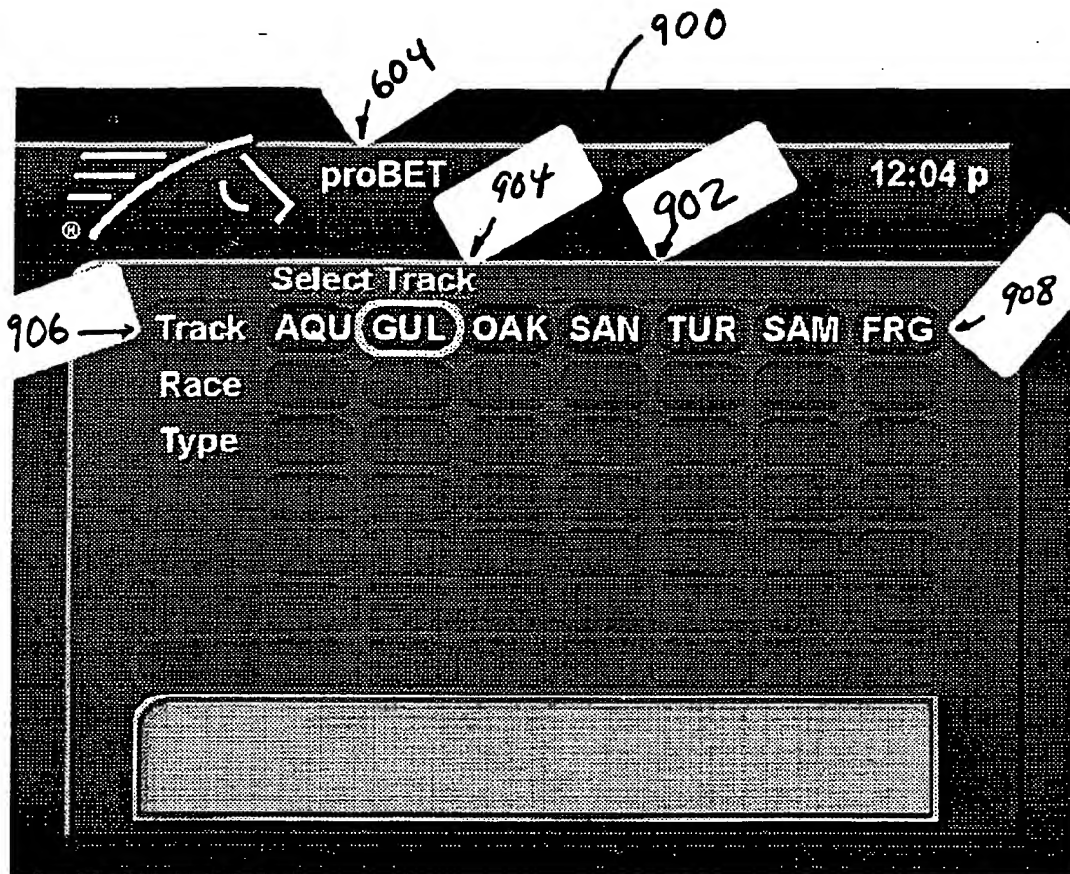 900
604
proBET
12:04 p
904
902
®
Select Track
908
906
Track AQU GUL OAK SAN TUR SAM FRG
Race
Type